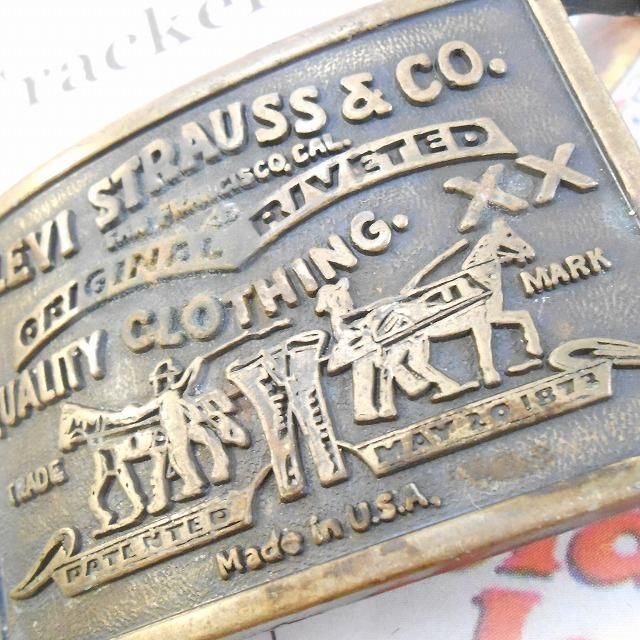 racker
LEVI STRAUSS & CO.
San Francisco, CAL.
ORIGINAL RIVETED
QUALITY CLOTHING. XX
TRADE MARK
PATENTED MAY 20 1873
Made in U.S.A.